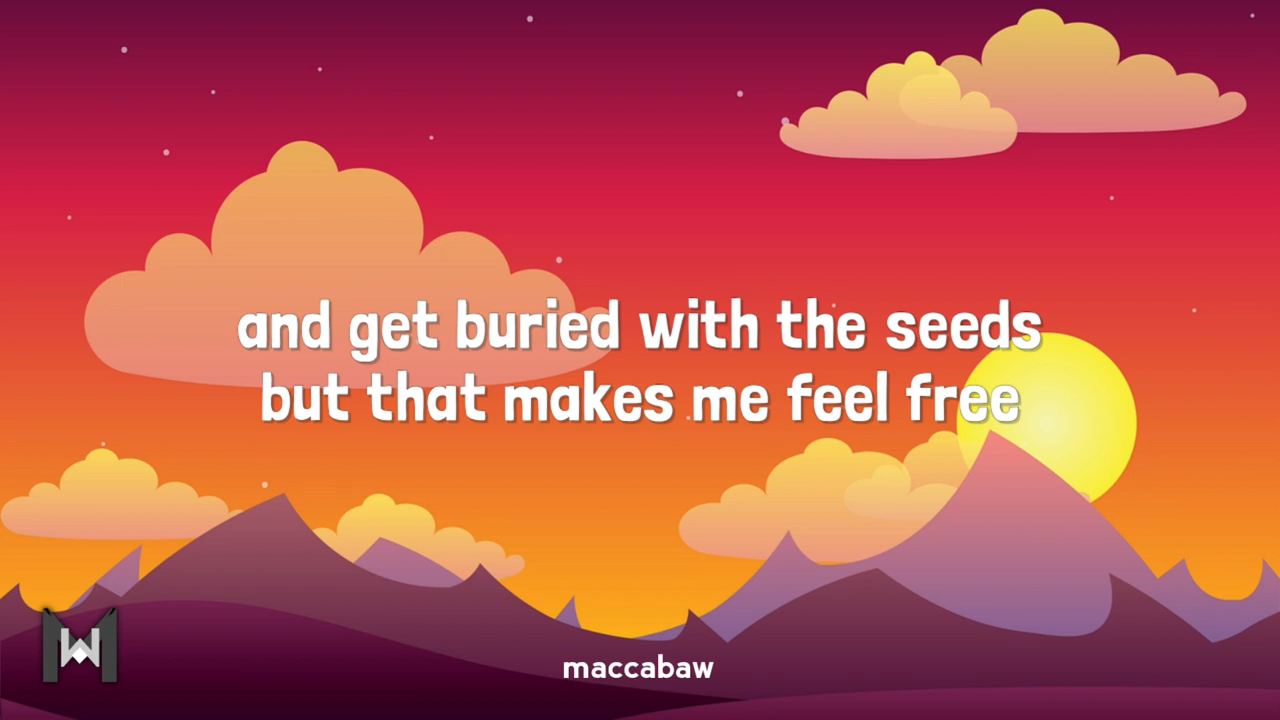 and get buried with the seeds
but that makes me feel free
maccabaw